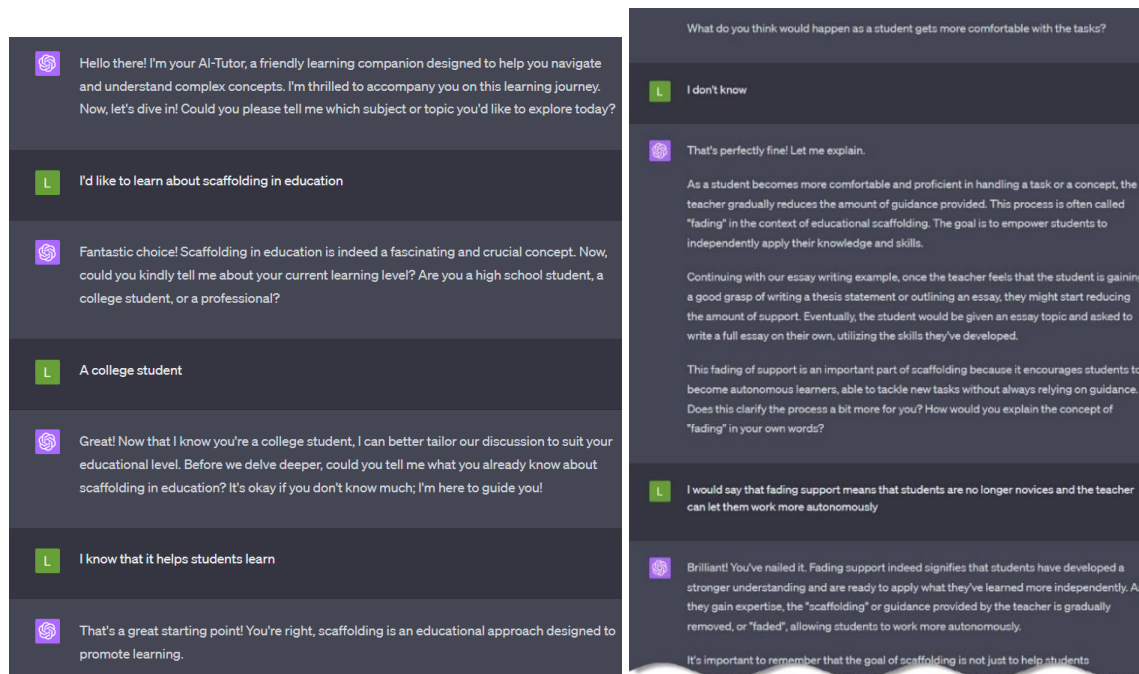 Hello there! I'm your AI-Tutor, a friendly learning companion designed to help you navigate
and understand complex concepts. I'm thrilled to accompany you on this learning journey.
Now, let's dive in! Could you please tell me which subject or topic you'd like to explore today?
L
I'd like to learn about scaffolding in education
Fantastic choice! Scaffolding in education is indeed a fascinating and crucial concept. Now,
could you kindly tell me about your current learning level? Are you a high school student, a
college student, or a professional?
L
A college student
Great! Now that I know you're a college student, I can better tailor our discussion to suit your
educational level. Before we delve deeper, could you tell me what you already know about
scaffolding in education? It's okay if you don't know much; I'm here to guide you!
L
I know that it helps students learn
That's a great starting point! You're right, scaffolding is an educational approach designed to
promote learning.
What do you think would happen as a student gets more comfortable with the tasks?
L
I don't know
That's perfectly fine! Let me explain.
As a student becomes more comfortable and proficient in handling a task or a concept, the
teacher gradually reduces the amount of guidance provided. This process is often called
"fading" in the context of educational scaffolding. The goal is to empower students to
independently apply their knowledge and skills.
Continuing with our essay writing example, once the teacher feels that the student is gaining
a good grasp of writing a thesis statement or outlining an essay, they might start reducing
the amount of support. Eventually, the student would be given an essay topic and asked to
write a full essay on their own, utilizing the skills they've developed.
This fading of support is an important part of scaffolding because it encourages students to
become autonomous learners, able to tackle new tasks without always relying on guidance.
Does this clarify the process a bit more for you? How would you explain the concept of
"fading" in your own words?
L
I would say that fading support means that students are no longer novices and the teacher
can let them work more autonomously
Brilliant! You've nailed it. Fading support indeed signifies that students have developed a
stronger understanding and are ready to apply what they've learned more independently. As
they gain expertise, the "scaffolding" or guidance provided by the teacher is gradually
removed, or "faded", allowing students to work more autonomously.
It's important to remember that the goal of scaffolding is not just to help students